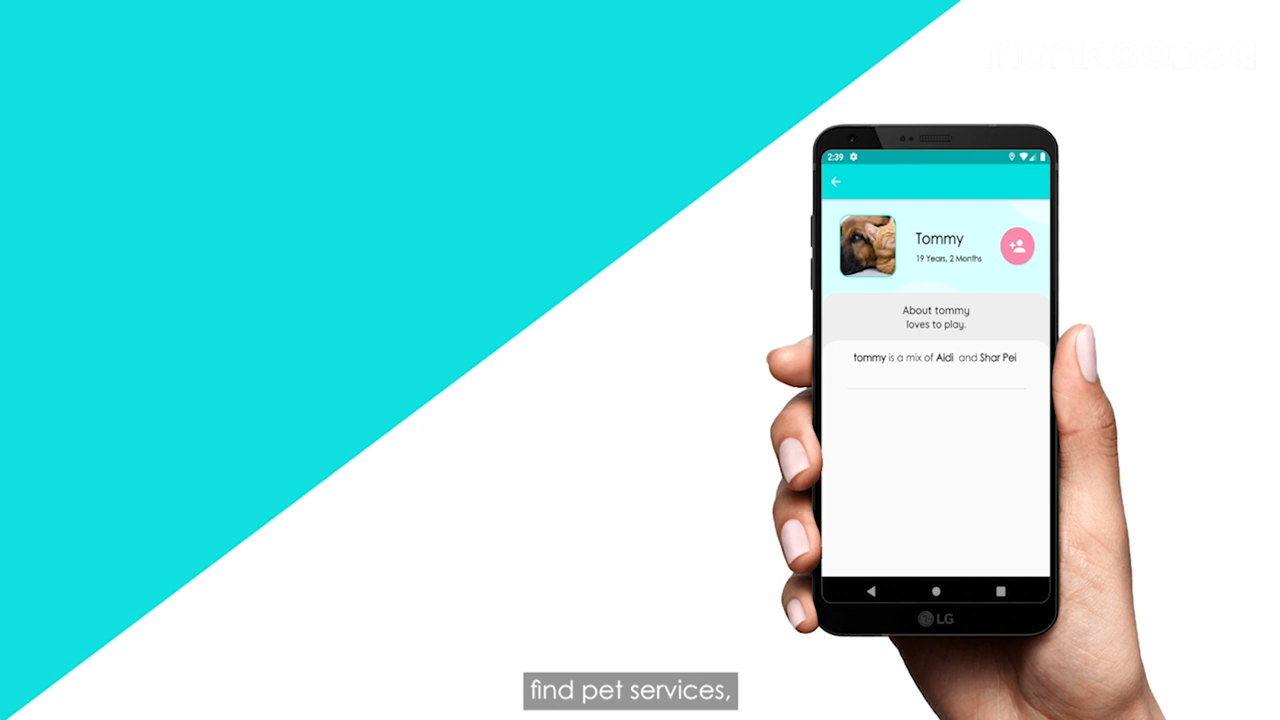 2:39
Tommy
19 Years, 2 Months
About tommy
loves to play.
tommy is a mix of Aidi and Shar Pei
LG
find pet services,